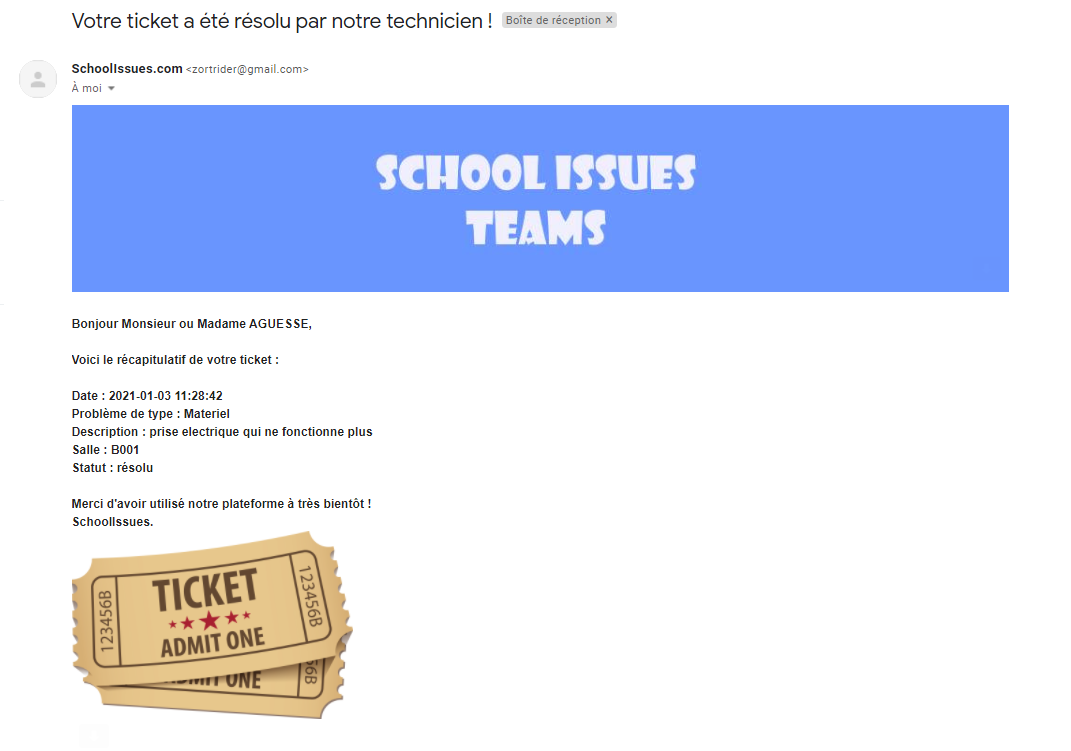 Votre ticket a été résolu par notre technicien !
Boîte de réception ×
SchoolIssues.com <zortrider@gmail.com>
À moi
SCHOOL ISSUES
TEAMS
Bonjour Monsieur ou Madame AGUESSE,
Voici le récapitulatif de votre ticket :
Date : 2021-01-03 11:28:42
Problème de type : Materiel
Description : prise electrique qui ne fonctionne plus
Salle : B001
Statut : résolu
Merci d'avoir utilisé notre plateforme à très bientôt !
SchoolIssues.
123456B
TICKET
ADMIT ONE
123456B
ADMIT ONE
6B